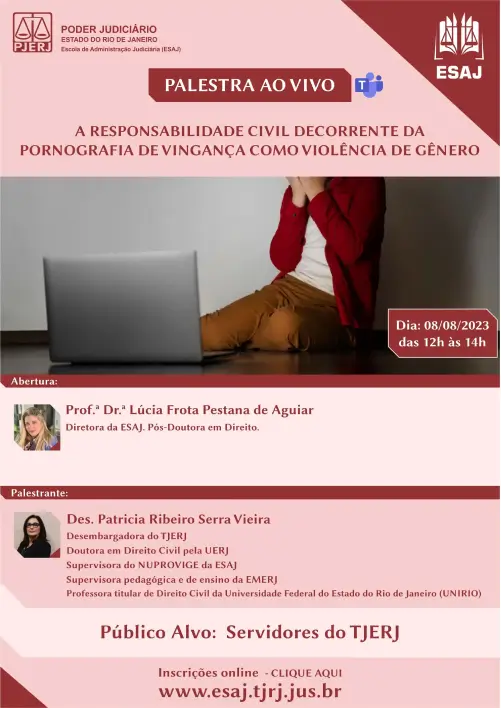 PJERJ
PODER JUDICIÁRIO
ESTADO DO RIO DE JANEIRO
Escola de Administração Judiciária (ESAJ)
ESAJ
PALESTRA AO VIVO
T
A RESPONSABILIDADE CIVIL DECORRENTE DA
PORNOGRAFIA DE VINGANÇA COMO VIOLÊNCIA DE GÊNERO
Dia: 08/08/2023
das 12h às 14h
Abertura:
Prof.ª Dr.ª Lúcia Frota Pestana de Aguiar
Diretora da ESAJ. Pós-Doutora em Direito.
Palestrante:
Des. Patricia Ribeiro Serra Vieira
Desembargadora do TJERJ
Doutora em Direito Civil pela UERJ
Supervisora do NUPROVIGE da ESAJ
Supervisora pedagógica e de ensino da EMERJ
Professora titular de Direito Civil da Universidade Federal do Estado do Rio de Janeiro (UNIRIO)
Público Alvo: Servidores do TJERJ
Inscrições online - CLIQUE AQUI
www.esaj.tjrj.jus.br